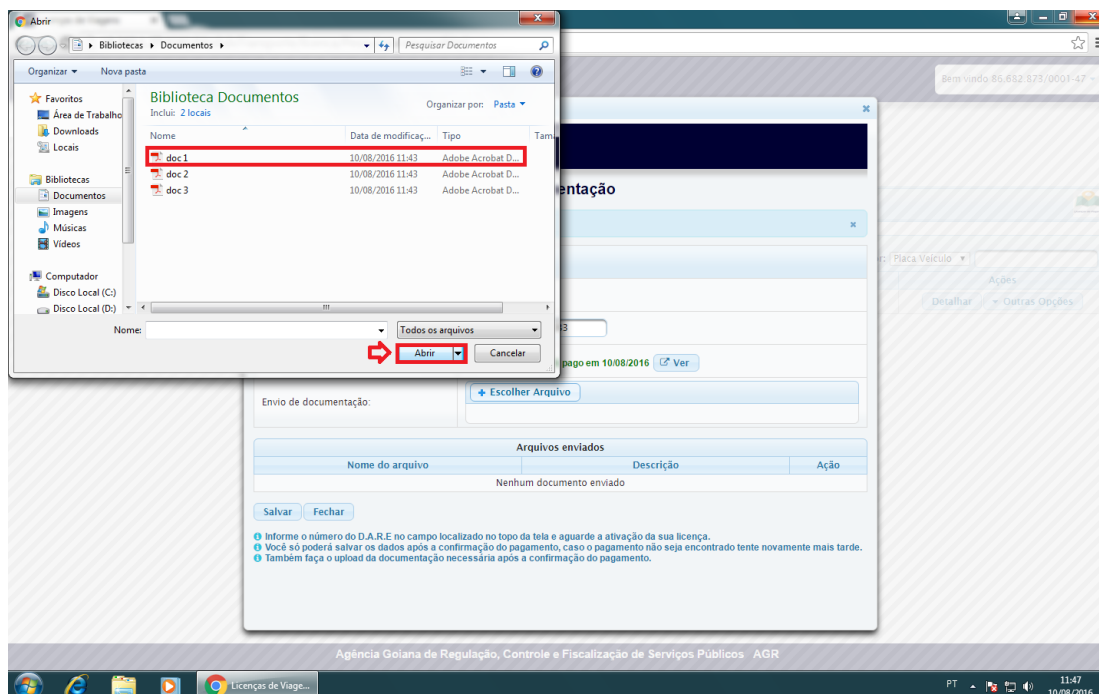 Abrir
Bibliotecas ▸ Documentos ▸
Pesquisar Documentos
Organizar
Nova pasta
Favoritos
Área de Trabalho
Downloads
Locais
Bibliotecas
Documentos
Imagens
Músicas
Vídeos
Computador
Disco Local (C:)
Disco Local (D:)
Biblioteca Documentos
Inclui: 2 locais
Organizar por: Pasta
Nome Data de modificaç... Tipo Tam
doc 1 10/08/2016 11:43 Adobe Acrobat D...
doc 2 10/08/2016 11:43 Adobe Acrobat D...
doc 3 10/08/2016 11:43 Adobe Acrobat D...
Nome:
Todos os arquivos
Abrir
Cancelar
Bem vindo 86.682.873/0001-47
entação
Placa Veículo
Ações
Detalhar
Outras Opções
pago em 10/08/2016 Ver
Envio de documentação:
+ Escolher Arquivo
Arquivos enviados
Nome do arquivo Descrição Ação
Nenhum documento enviado
Salvar Fechar
Informe o número do D.A.R.E no campo localizado no topo da tela e aguarde a ativação da sua licença.
Você só poderá salvar os dados após a confirmação do pagamento, caso o pagamento não seja encontrado tente novamente mais tarde.
Também faça o upload da documentação necessária após a confirmação do pagamento.
Agência Goiana de Regulação, Controle e Fiscalização de Serviços Públicos AGR
Licenças de Viage...
PT
11:47
10/08/2016